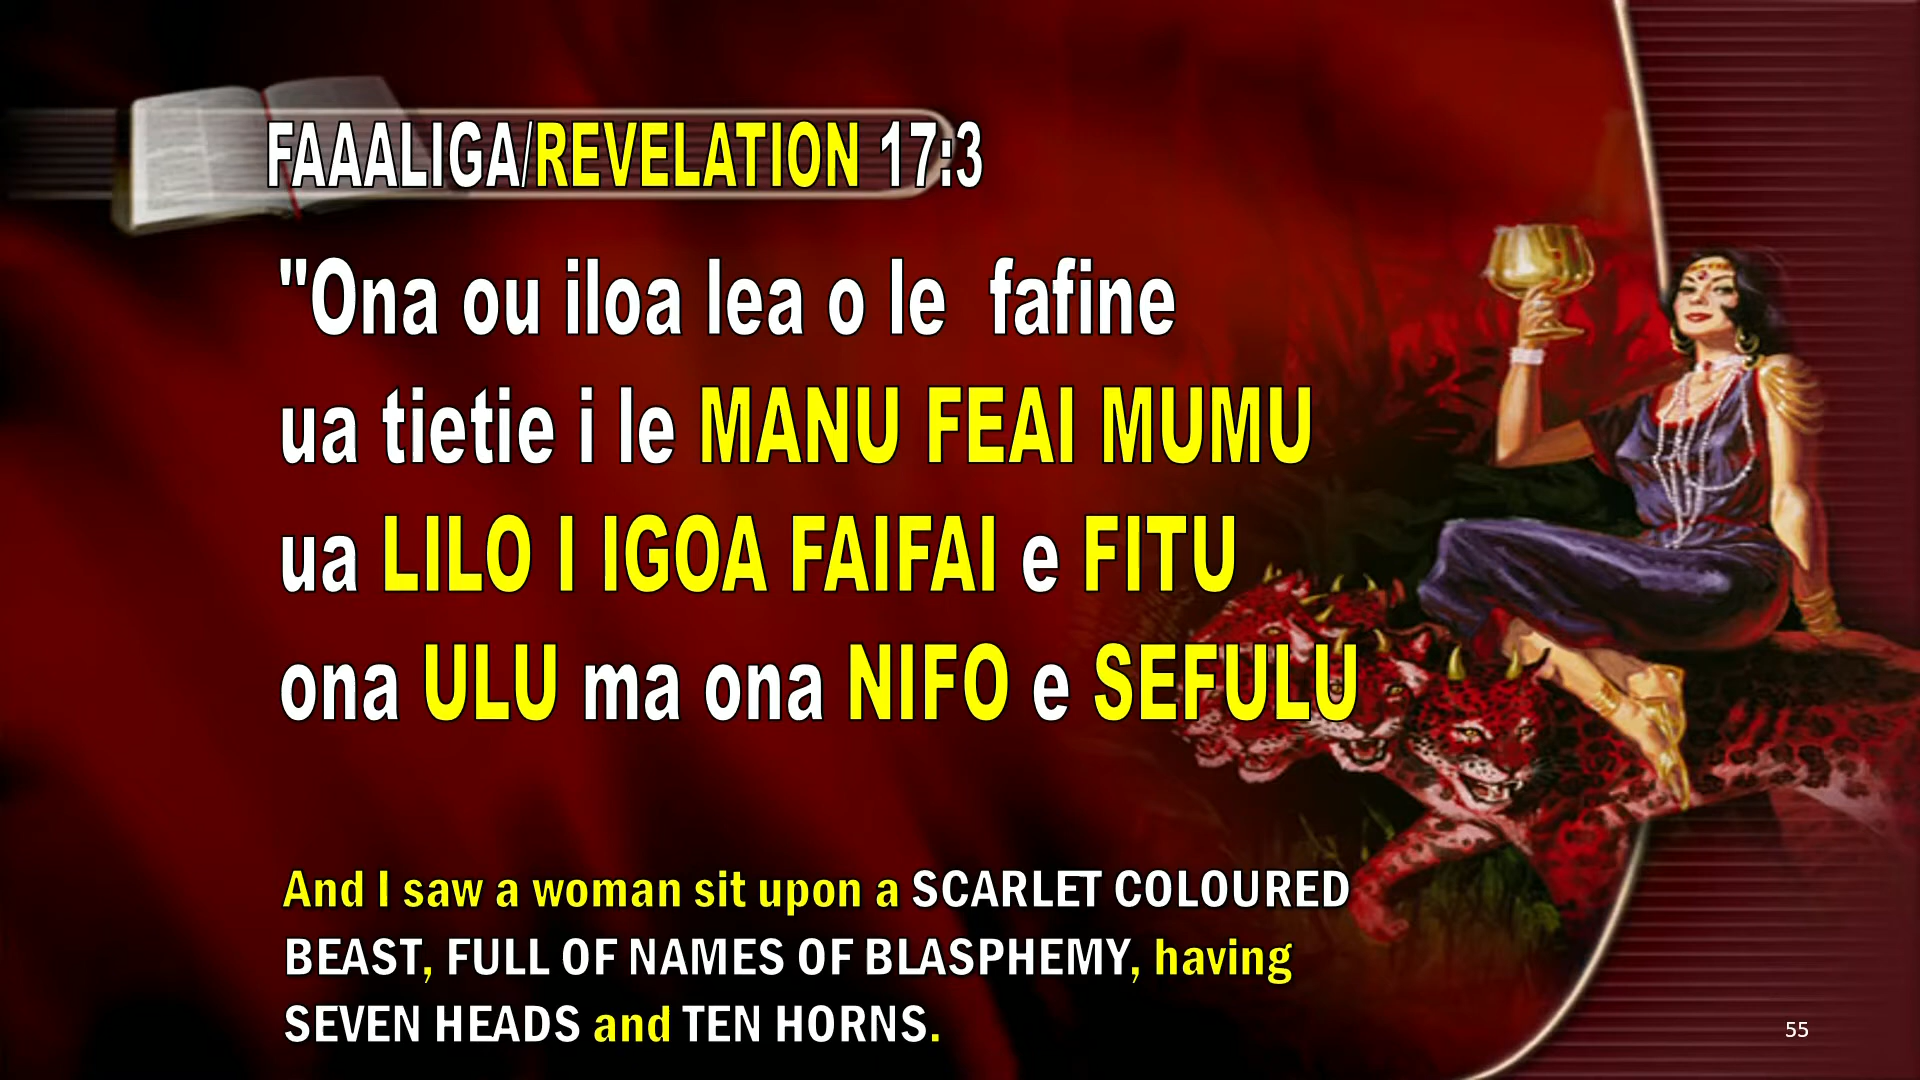 FAAALIGA/REVELATION 17:3
"Ona ou iloa lea o le fafine
ua tietie i le MANU FEAI MUMU
ua LILO I IGOA FAIFAI e FITU
ona ULU ma ona NIFO e SEFULU
And I saw a woman sit upon a SCARLET COLOURED
BEAST, FULL OF NAMES OF BLASPHEMY, having
SEVEN HEADS and TEN HORNS.
55